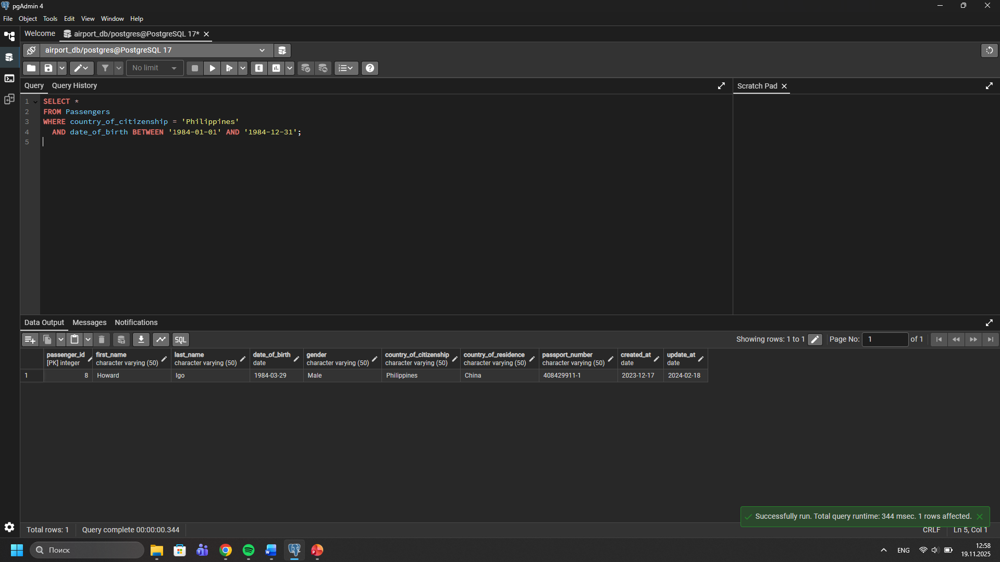 pgAdmin 4
File Object Tools Edit View Window Help
Welcome airport_db/postgres@PostgreSQL 17*
airport_db/postgres@PostgreSQL 17
No limit
E
SQL
Query Query History
Scratch Pad
1 SELECT *
2 FROM Passengers
3 WHERE country_of_citizenship = 'Philippines'
4 AND date_of_birth BETWEEN '1984-01-01' AND '1984-12-31';
5
Data Output Messages Notifications
Showing rows: 1 to 1 Page No: 1 of 1
passenger_id first_name last_name date_of_birth gender country_of_citizenship country_of_residence passport_number created_at update_at
[PK] integer character varying (50) character varying (50) date character varying (50) character varying (50) character varying (50) character varying (50) date date
1 8 Howard Igo 1984-03-29 Male Philippines China 408429911-1 2023-12-17 2024-02-18
Successfully run. Total query runtime: 344 msec. 1 rows affected.
Total rows: 1 Query complete 00:00:00.344 CRLF Ln 5, Col 1
Поиск ENG 12:58
19.11.2025